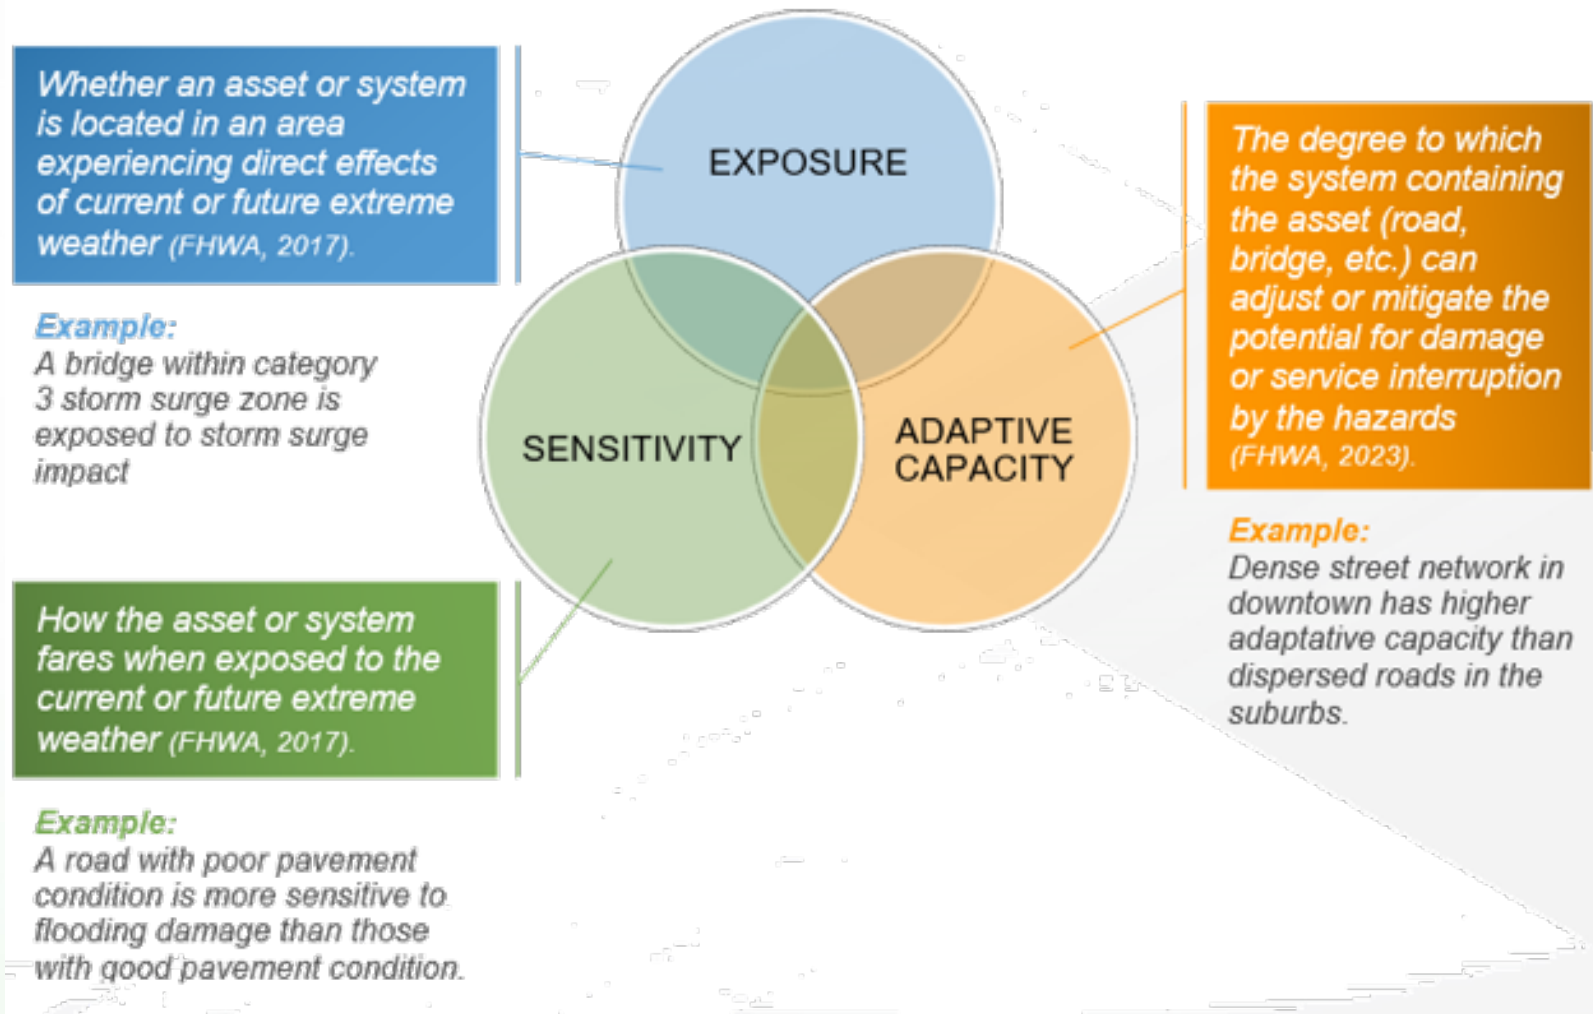 Whether an asset or system
is located in an area
experiencing direct effects
of current or future extreme
weather (FHWA, 2017).
Example:
A bridge within category
3 storm surge zone is
exposed to storm surge
impact
How the asset or system
fares when exposed to the
current or future extreme
weather (FHWA, 2017).
Example:
A road with poor pavement
condition is more sensitive to
flooding damage than those
with good pavement condition.
EXPOSURE
SENSITIVITY
ADAPTIVE
CAPACITY
The degree to which
the system containing
the asset (road,
bridge, etc.) can
adjust or mitigate the
potential for damage
or service interruption
by the hazards
(FHWA, 2023).
Example:
Dense street network in
downtown has higher
adaptative capacity than
dispersed roads in the
suburbs.